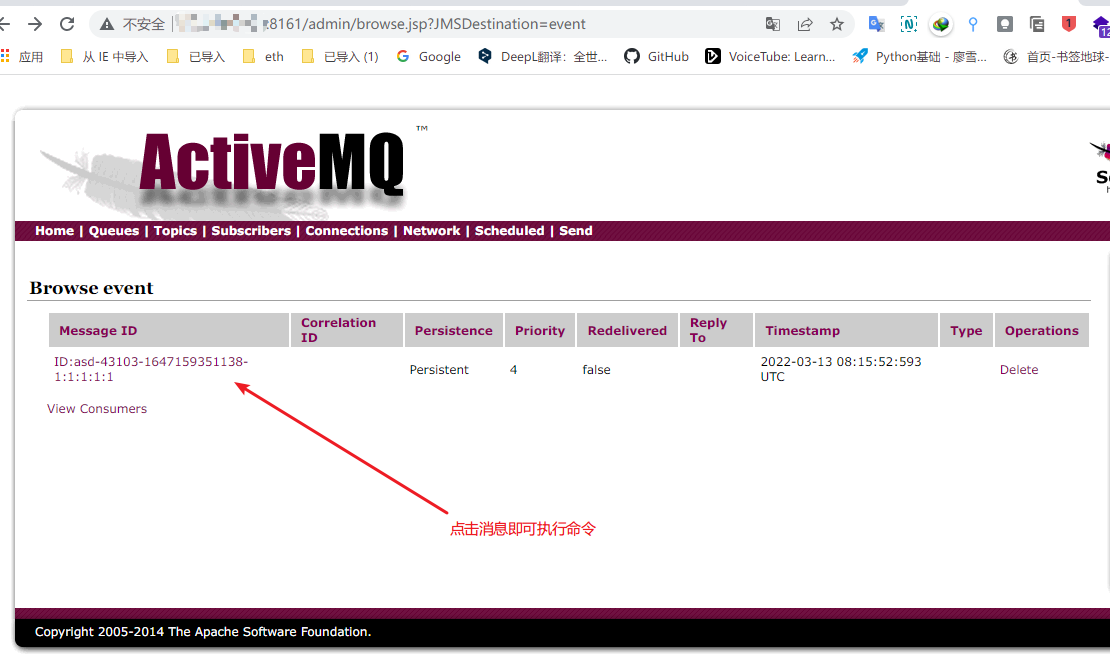 不安全 :8161/admin/browse.jsp?JMSDestination=event
应用 从 IE 中导入 已导入 eth 已导入 (1) Google DeepL翻译：全世... GitHub VoiceTube: Learn... Python基础 - 廖雪... 首页-书签地球-
ActiveMQ ™
Home | Queues | Topics | Subscribers | Connections | Network | Scheduled | Send
Browse event
Message ID Correlation ID Persistence Priority Redelivered Reply To Timestamp Type Operations
ID:asd-43103-1647159351138-
1:1:1:1:1
Persistent 4 false 2022-03-13 08:15:52:593
UTC
Delete
View Consumers
点击消息即可执行命令
Copyright 2005-2014 The Apache Software Foundation.